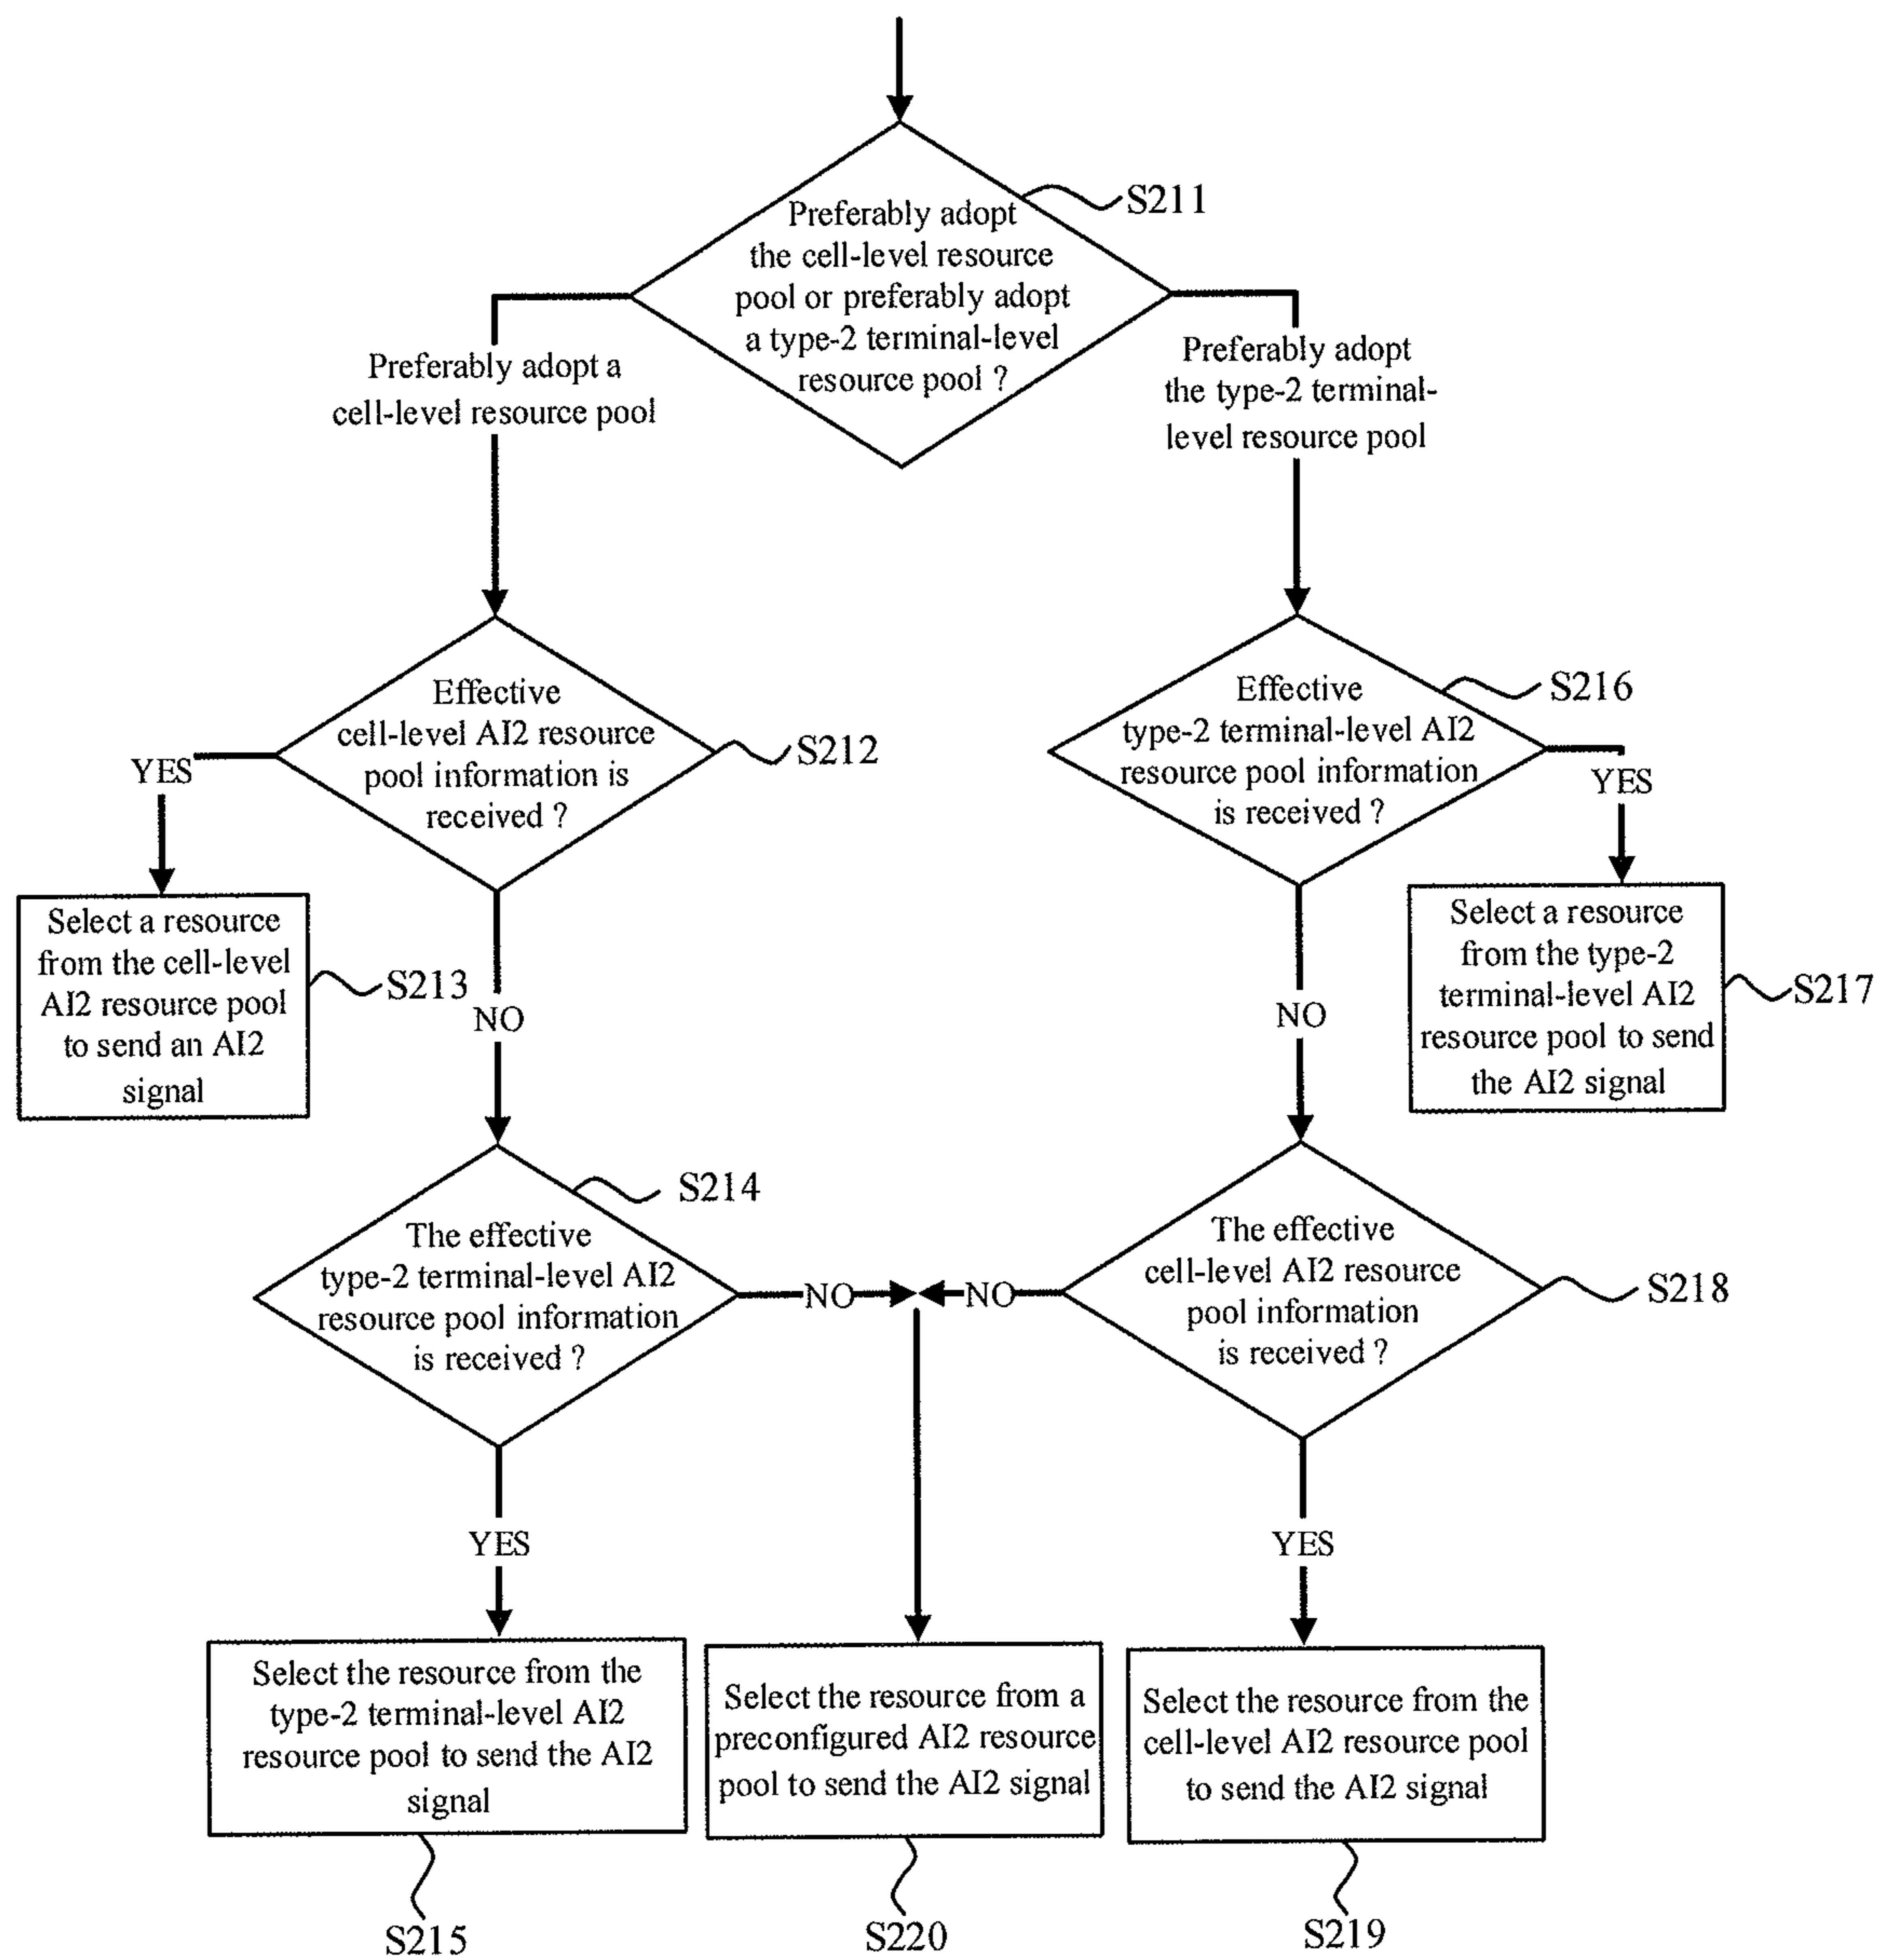 S211
Preferably adopt
the cell-level resource
pool or preferably adopt
a type-2 terminal-level
resource pool ?
Preferably adopt a
cell-level resource pool
Preferably adopt
the type-2 terminal-
level resource pool
Effective
cell-level AI2 resource
pool information is
received ?
S212
YES
Effective
type-2 terminal-level AI2
resource pool information
is received ?
S216
YES
Select a resource
from the cell-level
AI2 resource pool
to send an AI2
signal
S213
NO
NO
Select a resource
from the type-2
terminal-level AI2
resource pool to send
the AI2 signal
S217
S214
The effective
type-2 terminal-level AI2
resource pool information
is received ?
NO
NO
The effective
cell-level AI2 resource
pool information
is received ?
S218
YES
YES
Select the resource from the
type-2 terminal-level AI2
resource pool to send the AI2
signal
Select the resource from a
preconfigured AI2 resource
pool to send the AI2 signal
Select the resource from the
cell-level AI2 resource pool
to send the AI2 signal
S215
S220
S219